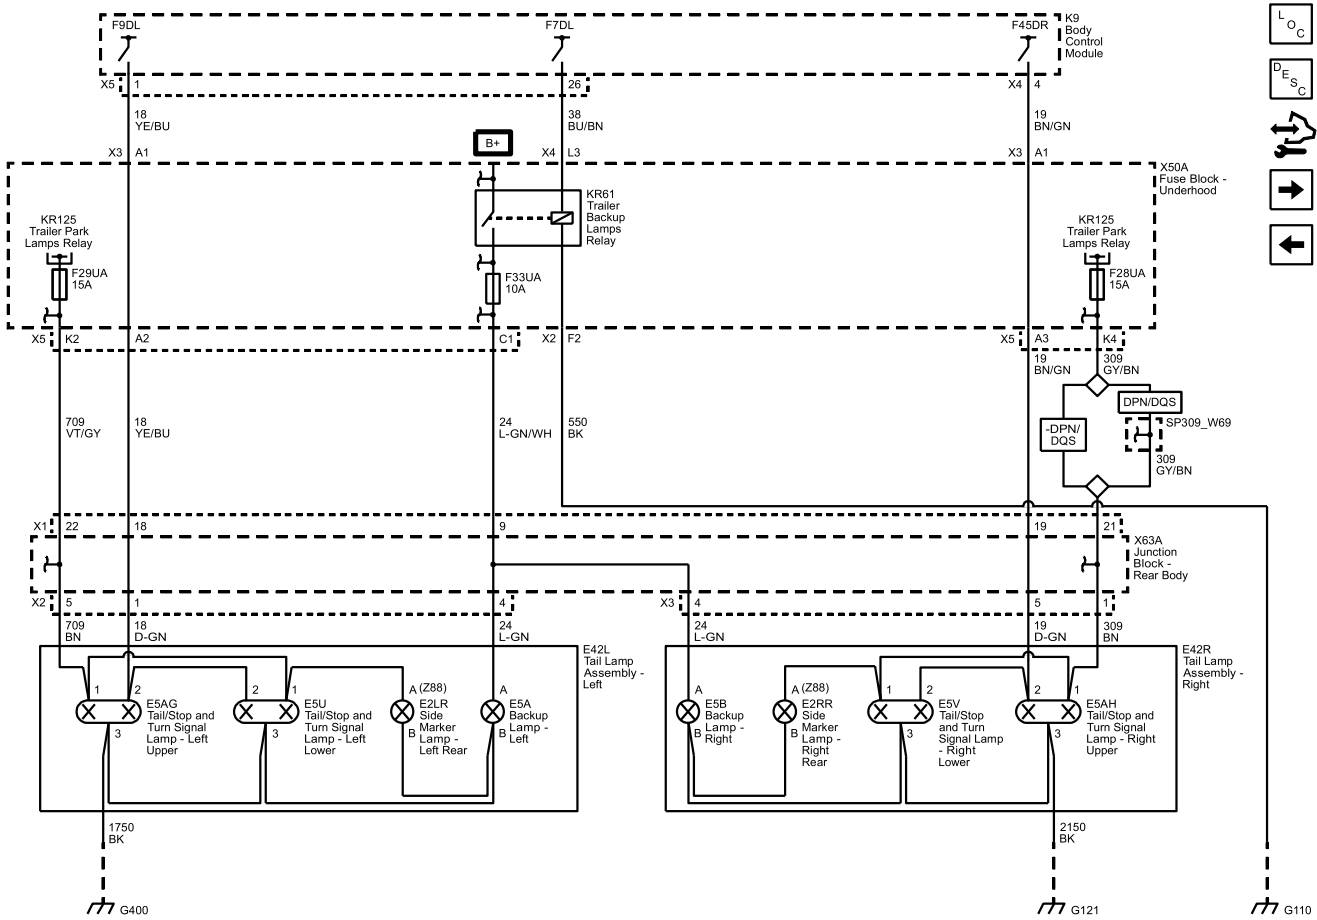 F9DL
F7DL
F45DR
K9
Body
Control
Module
L
O
C
X5 1
26
X4 4
D
E
S
C
18
YE/BU
38
BU/BN
19
BN/GN
B+
X3 A1
X4 L3
X3 A1
X50A
Fuse Block -
Underhood
KR61
Trailer
Backup
Lamps
Relay
KR125
Trailer Park
Lamps Relay
KR125
Trailer Park
Lamps Relay
F29UA
15A
F33UA
10A
F28UA
15A
X5 K2
A2
C1
X2 F2
X5 A3
K4
19
BN/GN
309
GY/BN
DPN/DQS
-DPN/
DQS
SP309_W69
309
GY/BN
709
VT/GY
18
YE/BU
24
L-GN/WH
550
BK
X1 22
18
9
19
21
X63A
Junction
Block -
Rear Body
X2 5
1
4
X3 4
5
1
709
BN
18
D-GN
24
L-GN
24
L-GN
19
D-GN
309
BN
E42L
Tail Lamp
Assembly -
Left
E42R
Tail Lamp
Assembly -
Right
1 2
2 1
A (Z88)
A
A
A (Z88)
1 2
2 1
E5AG
Tail/Stop and
Turn Signal
Lamp - Left
Upper
3
E5U
Tail/Stop and
Turn Signal
Lamp - Left
Lower
3
E2LR
Side
Marker
Lamp -
Left Rear
B
E5A
Backup
Lamp -
Left
B
E5B
Backup
Lamp -
Right
B
E2RR
Side
Marker
Lamp -
Right
Rear
B
E5V
Tail/Stop
and Turn
Signal Lamp
- Right
Lower
3
E5AH
Tail/Stop and
Turn Signal
Lamp - Right
Upper
3
1750
BK
2150
BK
G400
G121
G110